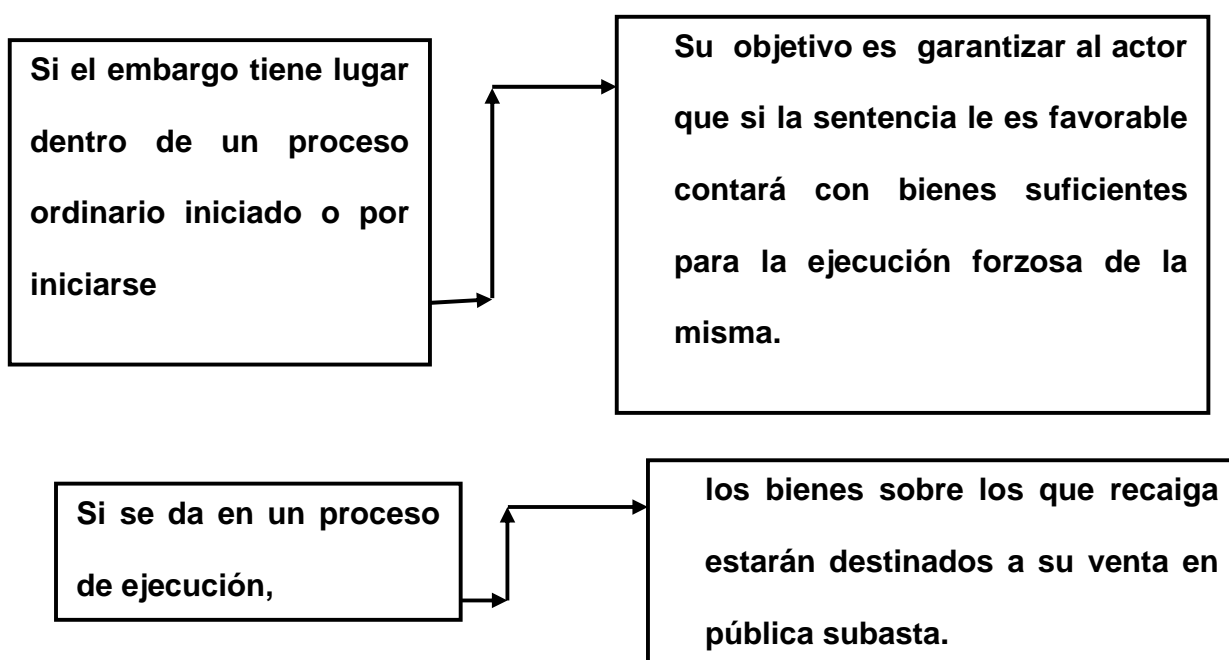 Si el embargo tiene lugar
dentro de un proceso
ordinario iniciado o por
iniciarse
Su objetivo es garantizar al actor
que si la sentencia le es favorable
contará con bienes suficientes
para la ejecución forzosa de la
misma.
Si se da en un proceso
de ejecución,
los bienes sobre los que recaiga
estarán destinados a su venta en
pública subasta.